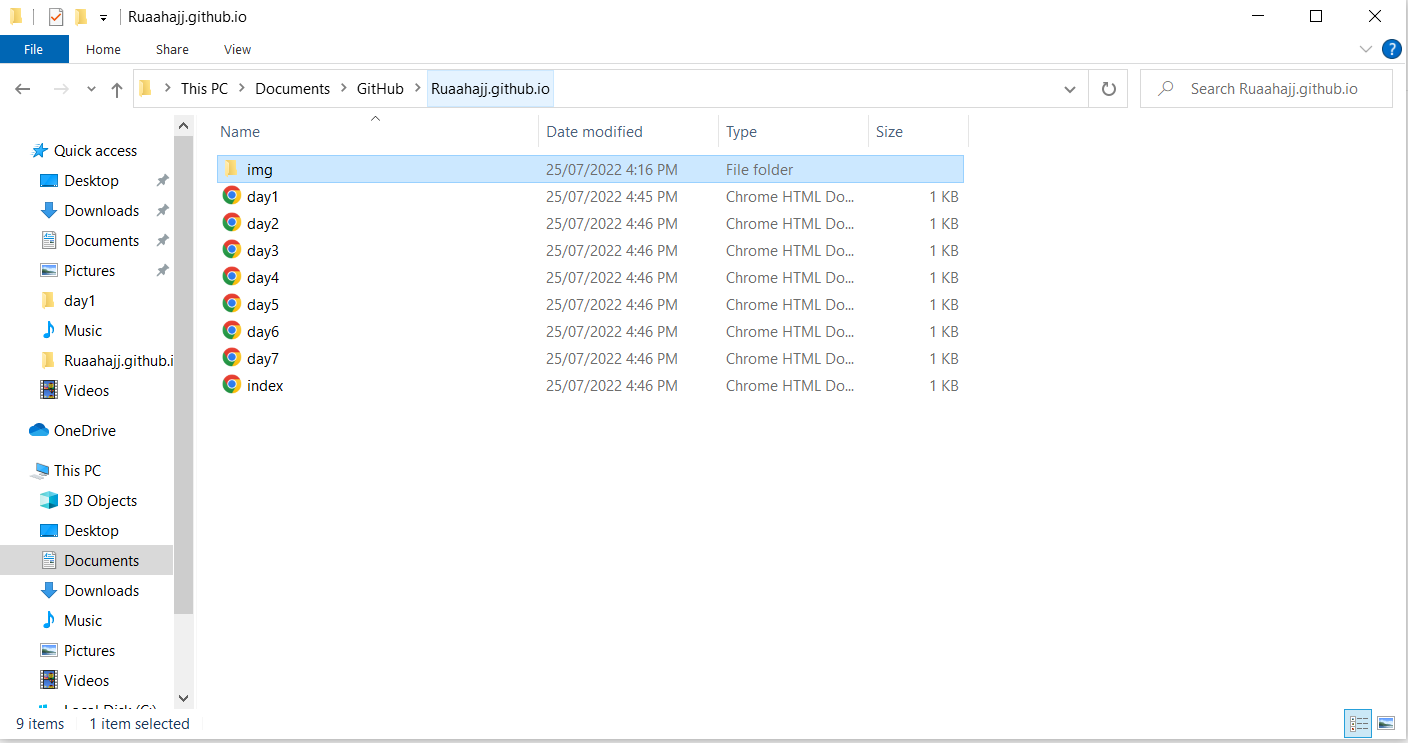 Ruaahajj.github.io
File Home Share View ?
This PC Documents GitHub Ruaahajj.github.io Search Ruaahajj.github.io
Name Date modified Type Size
Quick access
Desktop
Downloads
Documents
Pictures
day1
Music
Ruaahajj.github.i
Videos
OneDrive
This PC
3D Objects
Desktop
Documents
Downloads
Music
Pictures
Videos
Local Disk (C:)
img 25/07/2022 4:16 PM File folder
day1 25/07/2022 4:45 PM Chrome HTML Do... 1 KB
day2 25/07/2022 4:46 PM Chrome HTML Do... 1 KB
day3 25/07/2022 4:46 PM Chrome HTML Do... 1 KB
day4 25/07/2022 4:46 PM Chrome HTML Do... 1 KB
day5 25/07/2022 4:46 PM Chrome HTML Do... 1 KB
day6 25/07/2022 4:46 PM Chrome HTML Do... 1 KB
day7 25/07/2022 4:46 PM Chrome HTML Do... 1 KB
index 25/07/2022 4:46 PM Chrome HTML Do... 1 KB
9 items 1 item selected